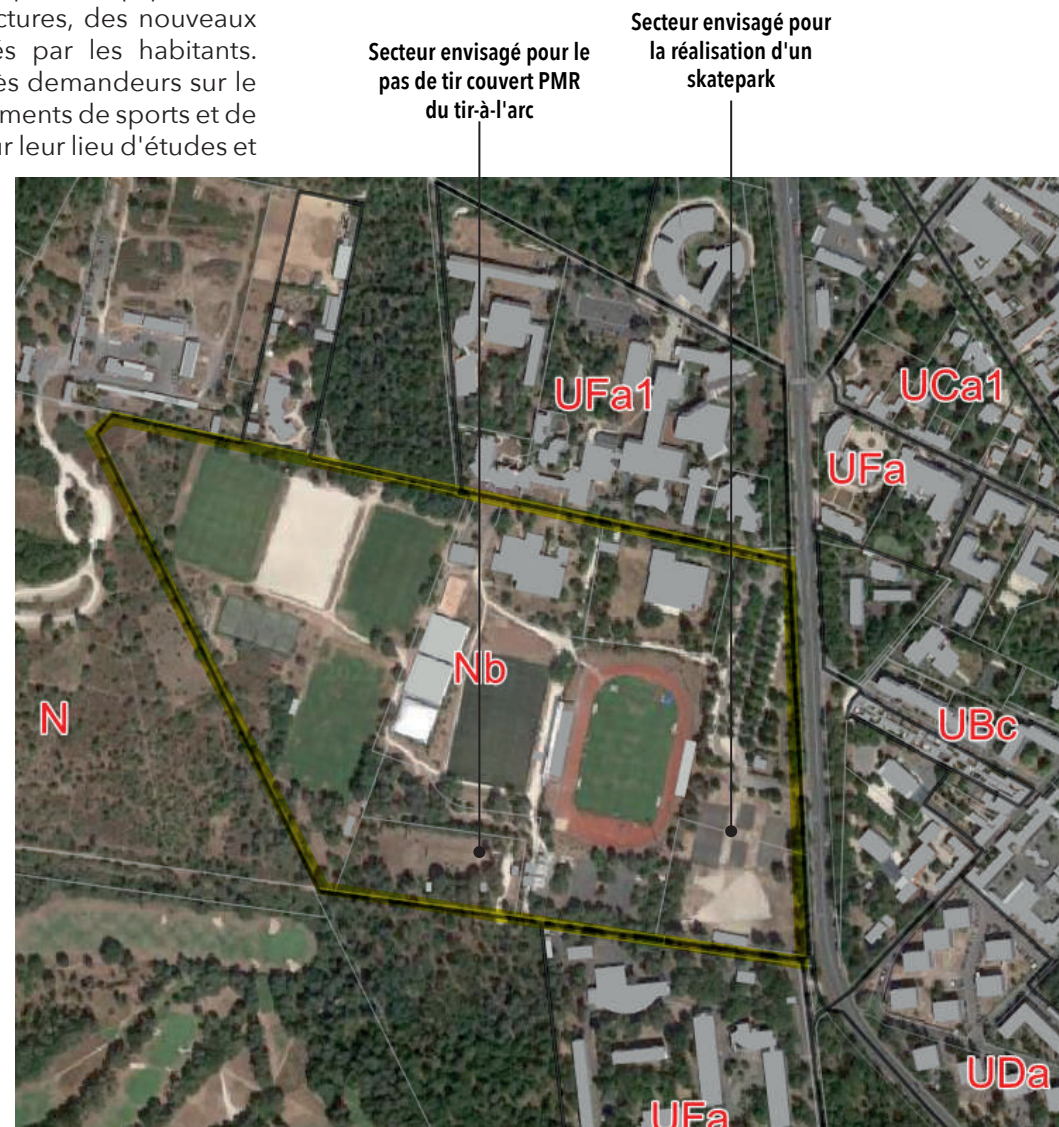 ctures, des nouveaux
és par les habitants.
ès demandeurs sur le
ments de sports et de
ur leur lieu d'études et
Secteur envisagé pour le
pas de tir couvert PMR
du tir-à-l'arc
Secteur envisagé pour
la réalisation d'un
skatepark
UFa1
UCa1
UFa
Nb
N
UBc
UDa
UFa